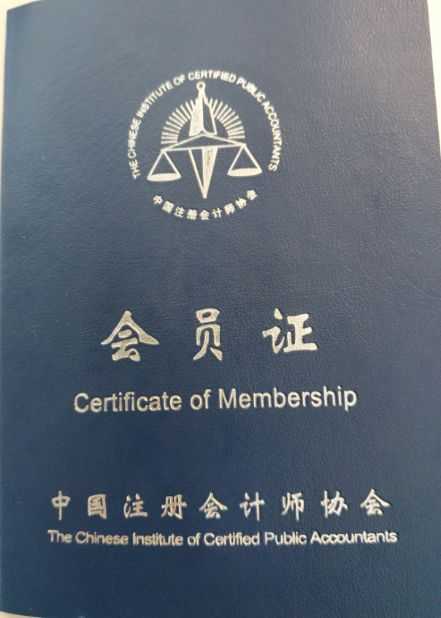 THE CHINESE INSTITUTE OF CERTIFIED PUBLIC ACCOUNTANTS
中国注册会计师协会
会员证
Certificate of Membership
中国注册会计师协会
The Chinese Institute of Certified Public Accountants